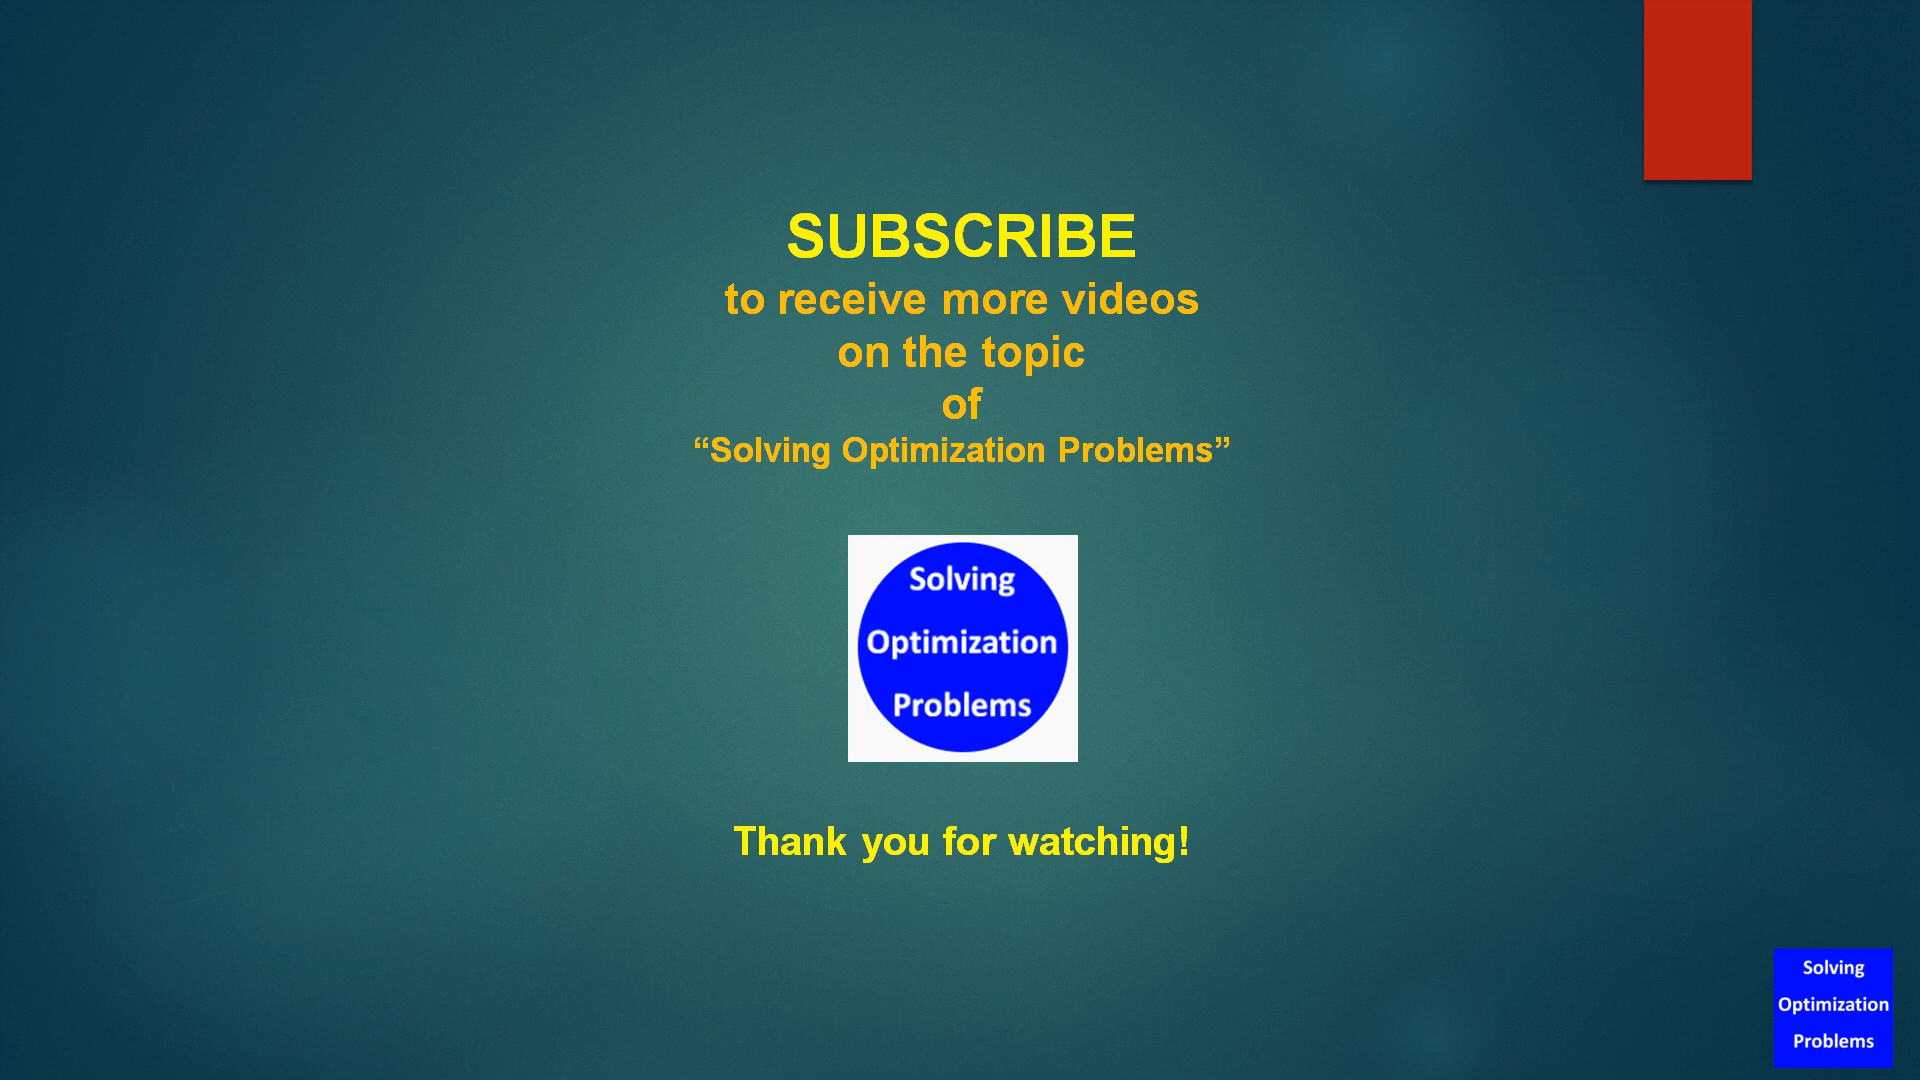 SUBSCRIBE
to receive more videos
on the topic
of
“Solving Optimization Problems”
Solving
Optimization
Problems
Thank you for watching!
Solving
Optimization
Problems